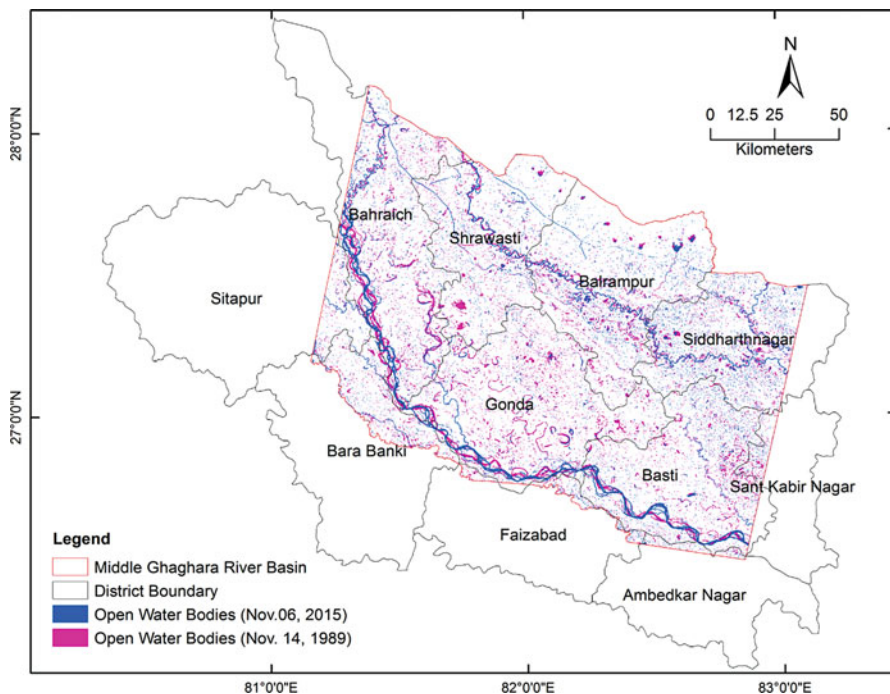 N
0 12.5 25 50
Kilometers
28°0'0"N
27°0'0"N
Bahraich
Shrawasti
Sitapur
Balrampur
Siddharthnagar
Gonda
Bara Banki
Basti
Sant Kabir Nagar
Faizabad
Ambedkar Nagar
Legend
Middle Ghaghara River Basin
District Boundary
Open Water Bodies (Nov.06, 2015)
Open Water Bodies (Nov. 14, 1989)
81°0'0"E
82°0'0"E
83°0'0"E